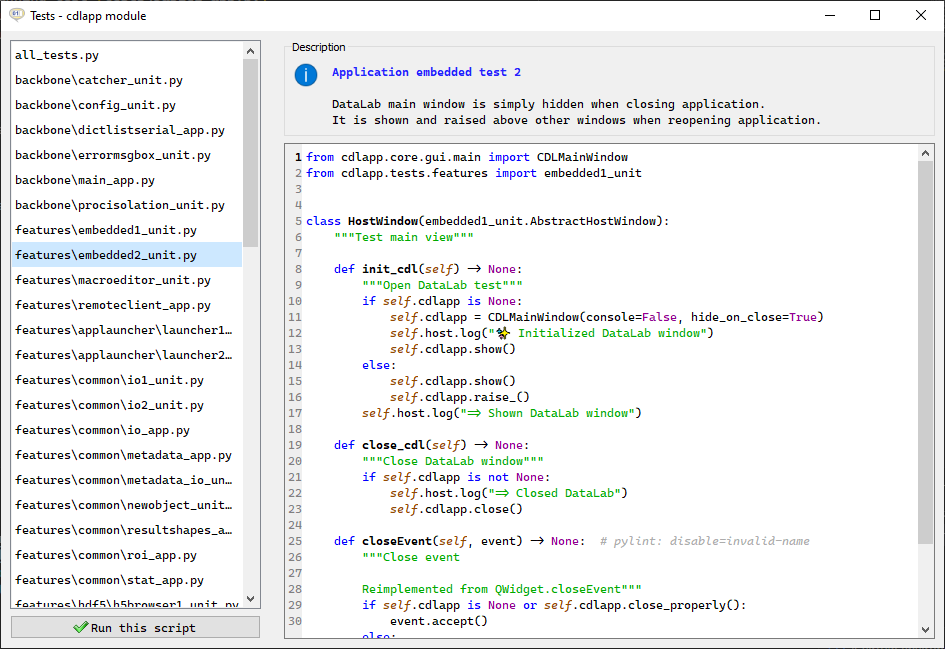 Tests - cdlapp module
all_tests.py
backbone\catcher_unit.py
backbone\config_unit.py
backbone\dictlistserial_app.py
backbone\errormsgbox_unit.py
backbone\main_app.py
backbone\procisolation_unit.py
features\embedded1_unit.py
features\embedded2_unit.py
features\macroeditor_unit.py
features\remoteclient_app.py
features\applauncher\launcher1…
features\applauncher\launcher2…
features\common\io1_unit.py
features\common\io2_unit.py
features\common\io_app.py
features\common\metadata_app.py
features\common\metadata_io_un…
features\common\newobject_unit…
features\common\resultshapes_a…
features\common\roi_app.py
features\common\stat_app.py
features\hdf5\h5browser1_unit.py
Run this script
Description
Application embedded test 2
DataLab main window is simply hidden when closing application.
It is shown and raised above other windows when reopening application.
1 from cdlapp.core.gui.main import CDLMainWindow
2 from cdlapp.tests.features import embedded1_unit
3
4
5 class HostWindow(embedded1_unit.AbstractHostWindow):
6     """Test main view"""
7
8     def init_cdl(self) -> None:
9         """Open DataLab test"""
10         if self.cdlapp is None:
11             self.cdlapp = CDLMainWindow(console=False, hide_on_close=True)
12             self.host.log("✨ Initialized DataLab window")
13             self.cdlapp.show()
14         else:
15             self.cdlapp.show()
16             self.cdlapp.raise_()
17         self.host.log("=> Shown DataLab window")
18
19     def close_cdl(self) -> None:
20         """Close DataLab window"""
21         if self.cdlapp is not None:
22             self.host.log("=> Closed DataLab")
23             self.cdlapp.close()
24
25     def closeEvent(self, event) -> None:  # pylint: disable=invalid-name
26         """Close event
27
28         Reimplemented from QWidget.closeEvent"""
29         if self.cdlapp is None or self.cdlapp.close_properly():
30             event.accept()
else: